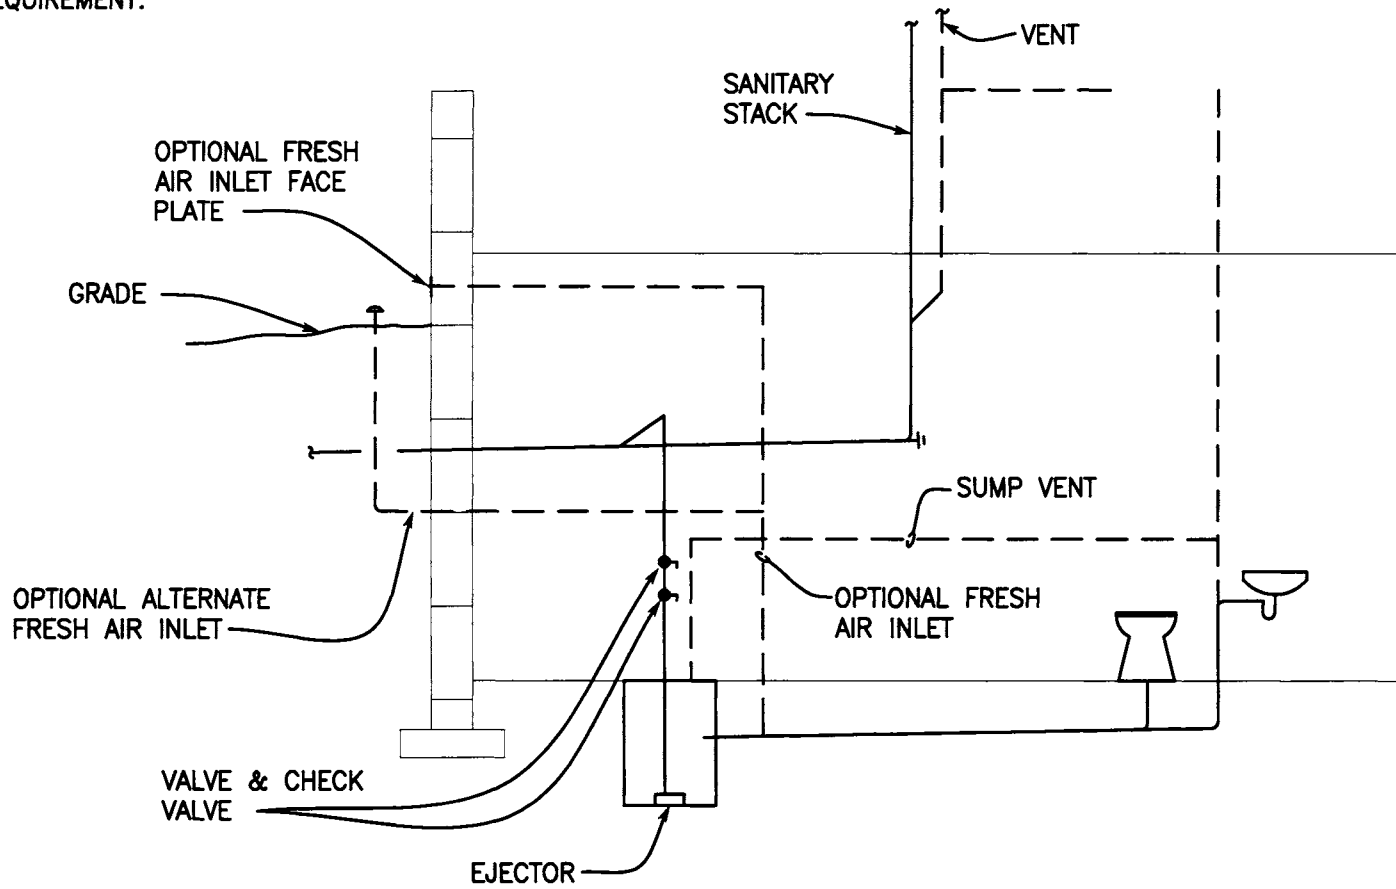 VENT
SANITARY
STACK
OPTIONAL FRESH
AIR INLET FACE
PLATE
GRADE
SUMP VENT
OPTIONAL ALTERNATE
FRESH AIR INLET
OPTIONAL FRESH
AIR INLET
VALVE & CHECK
VALVE
EJECTOR